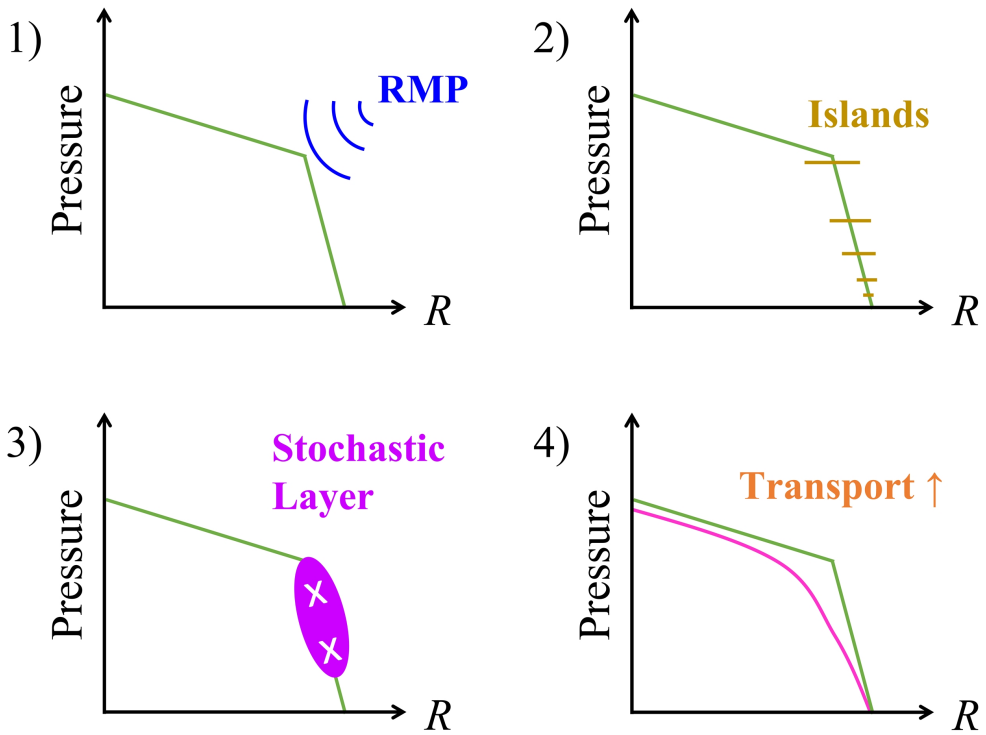 1)
Pressure
RMP
R
2)
Pressure
Islands
R
3)
Pressure
Stochastic
Layer
X
X
R
4)
Pressure
Transport ↑
R